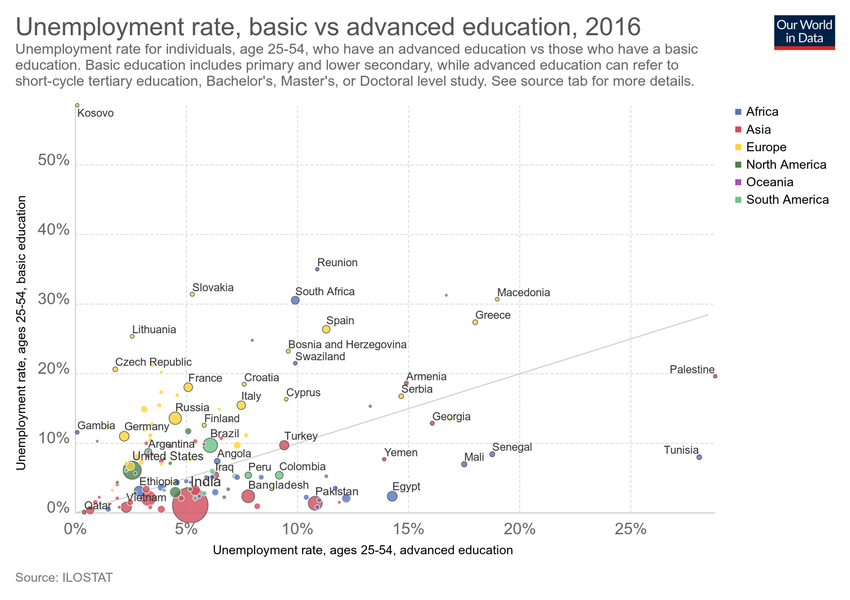 Unemployment rate, basic vs advanced education, 2016
Our World
in Data
Unemployment rate for individuals, age 25-54, who have an advanced education vs those who have a basic
education. Basic education includes primary and lower secondary, while advanced education can refer to
short-cycle tertiary education, Bachelor's, Master's, or Doctoral level study. See source tab for more details.
Kosovo
Africa
Asia
Europe
North America
Oceania
South America
50%
40%
30%
20%
10%
0%
Unemployment rate, ages 25-54, basic education
Reunion
Slovakia
South Africa
Macedonia
Greece
Spain
Lithuania
Bosnia and Herzegovina
Swaziland
Czech Republic
Palestine
France
Croatia
Armenia
Serbia
Cyprus
Italy
Russia
Georgia
Finland
Gambia
Germany
Brazil
Turkey
Argentina
Senegal
Tunisia
United States
Angola
Yemen
Mali
Iraq
Peru
Colombia
Ethiopia
India
Bangladesh
Pakistan
Egypt
Vietnam
Qatar
0%
5%
10%
15%
20%
25%
Unemployment rate, ages 25-54, advanced education
Source: ILOSTAT